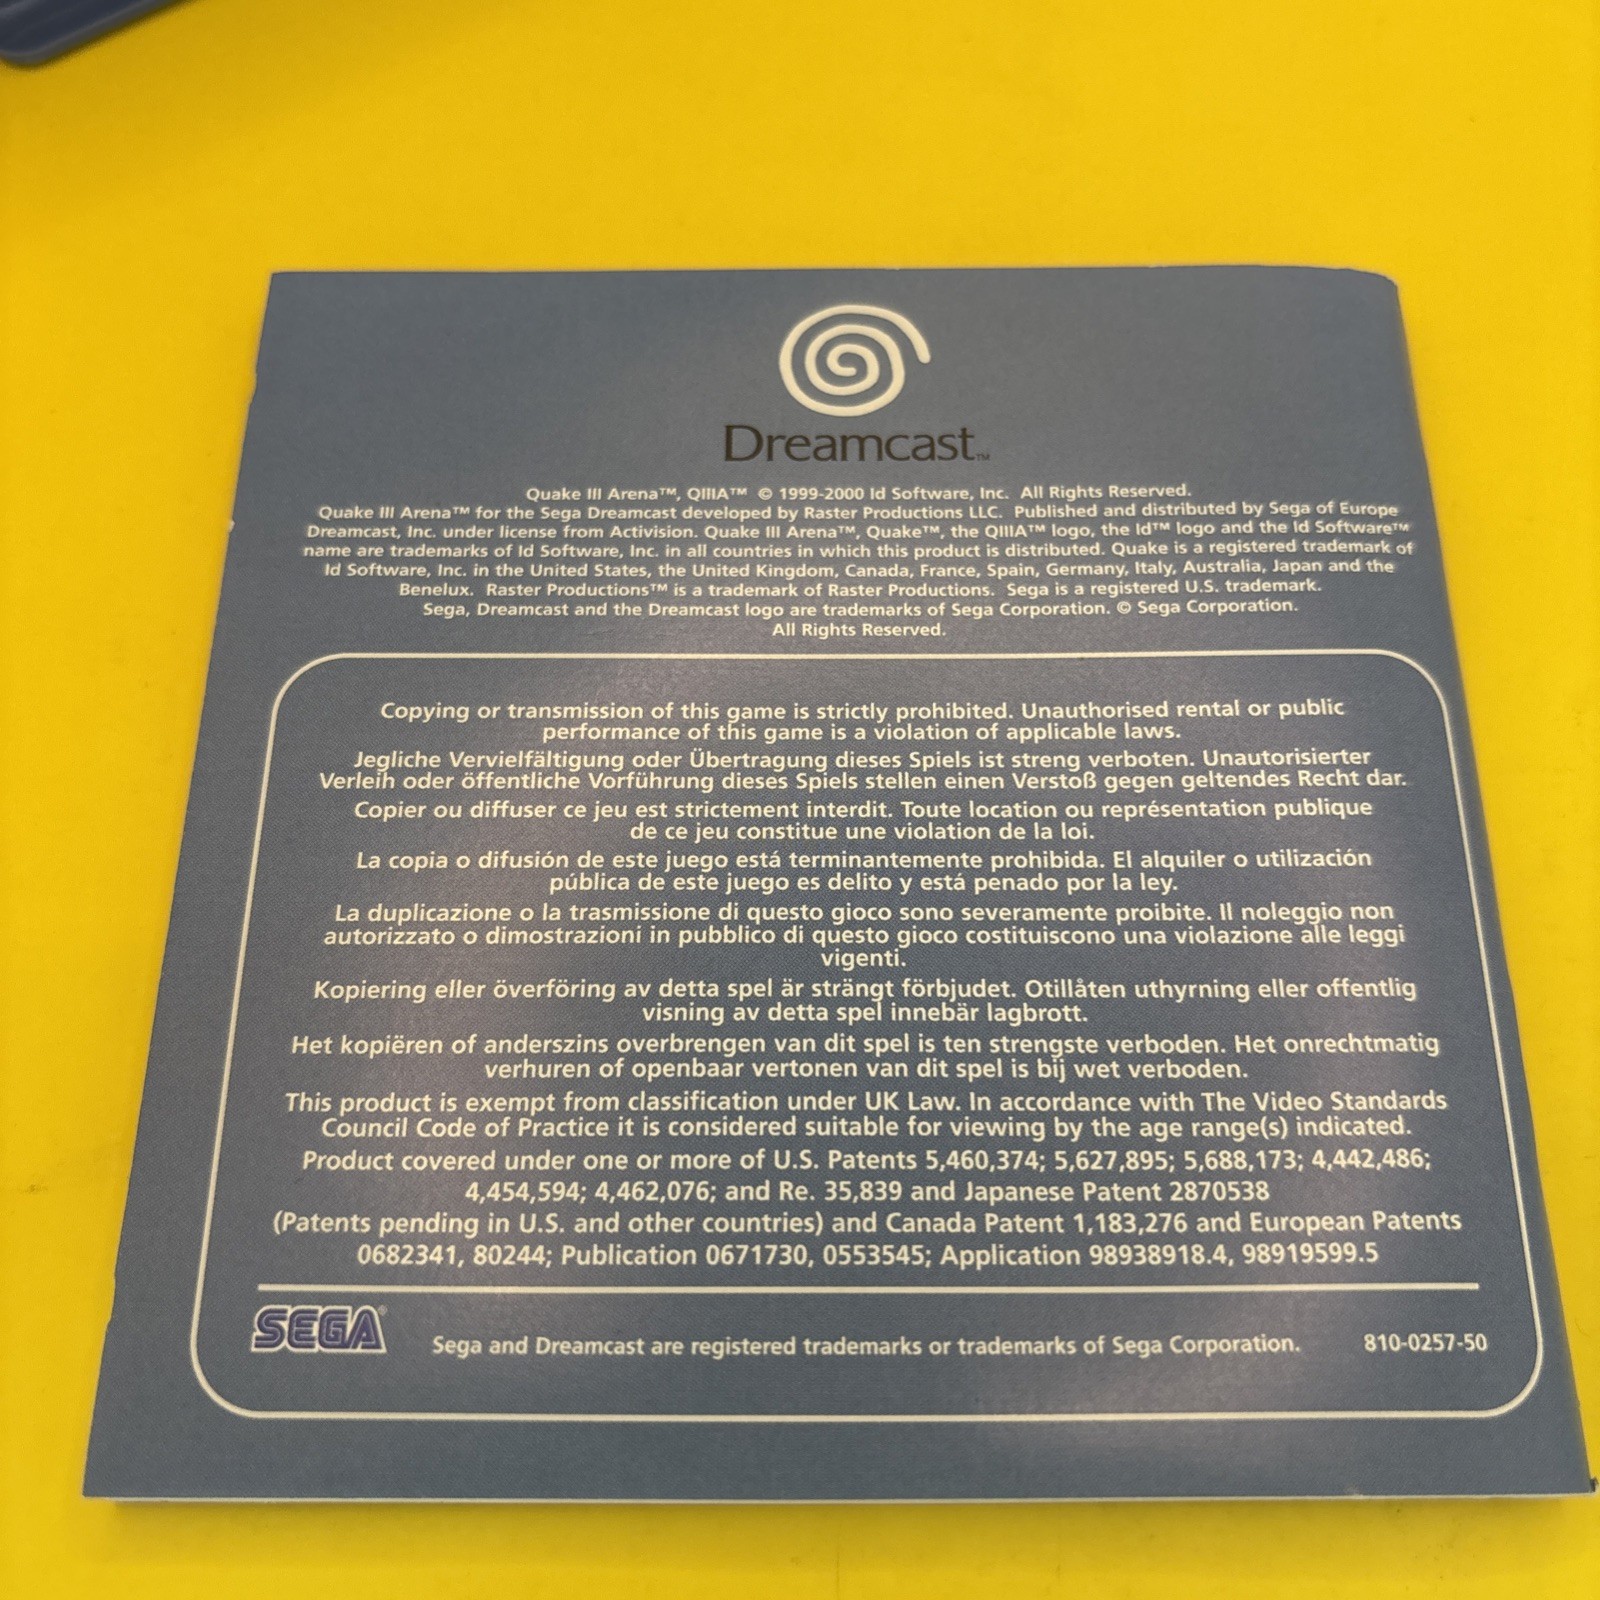 Dreamcast™
Quake III Arena™, QIIIA™ © 1999-2000 Id Software, Inc. All Rights Reserved.
Quake III Arena™ for the Sega Dreamcast developed by Raster Productions LLC. Published and distributed by Sega of Europe
Dreamcast, Inc. under license from Activision. Quake III Arena™, Quake™, the QIIIA™ logo, the Id™ logo and the Id Software™
name are trademarks of Id Software, Inc. in all countries in which this product is distributed. Quake is a registered trademark of
Id Software, Inc. in the United States, the United Kingdom, Canada, France, Spain, Germany, Italy, Australia, Japan and the
Benelux. Raster Productions™ is a trademark of Raster Productions. Sega is a registered U.S. trademark.
Sega, Dreamcast and the Dreamcast logo are trademarks of Sega Corporation. © Sega Corporation.
All Rights Reserved.
Copying or transmission of this game is strictly prohibited. Unauthorised rental or public
performance of this game is a violation of applicable laws.
Jegliche Vervielfältigung oder Übertragung dieses Spiels ist streng verboten. Unautorisierter
Verleih oder öffentliche Vorführung dieses Spiels stellen einen Verstoß gegen geltendes Recht dar.
Copier ou diffuser ce jeu est strictement interdit. Toute location ou représentation publique
de ce jeu constitue une violation de la loi.
La copia o difusión de este juego está terminantemente prohibida. El alquiler o utilización
pública de este juego es delito y está penado por la ley.
La duplicazione o la trasmissione di questo gioco sono severamente proibite. Il noleggio non
autorizzato o dimostrazioni in pubblico di questo gioco costituiscono una violazione alle leggi
vigenti.
Kopiering eller överföring av detta spel är strängt förbjudet. Otillåten uthyrning eller offentlig
visning av detta spel innebär lagbrott.
Het kopiëren of anderszins overbrengen van dit spel is ten strengste verboden. Het onrechtmatig
verhuren of openbaar vertonen van dit spel is bij wet verboden.
This product is exempt from classification under UK Law. In accordance with The Video Standards
Council Code of Practice it is considered suitable for viewing by the age range(s) indicated.
Product covered under one or more of U.S. Patents 5,460,374; 5,627,895; 5,688,173; 4,442,486;
4,454,594; 4,462,076; and Re. 35,839 and Japanese Patent 2870538
(Patents pending in U.S. and other countries) and Canada Patent 1,183,276 and European Patents
0682341, 80244; Publication 0671730, 0553545; Application 98938918.4, 98919599.5
SEGA® Sega and Dreamcast are registered trademarks or trademarks of Sega Corporation. 810-0257-50